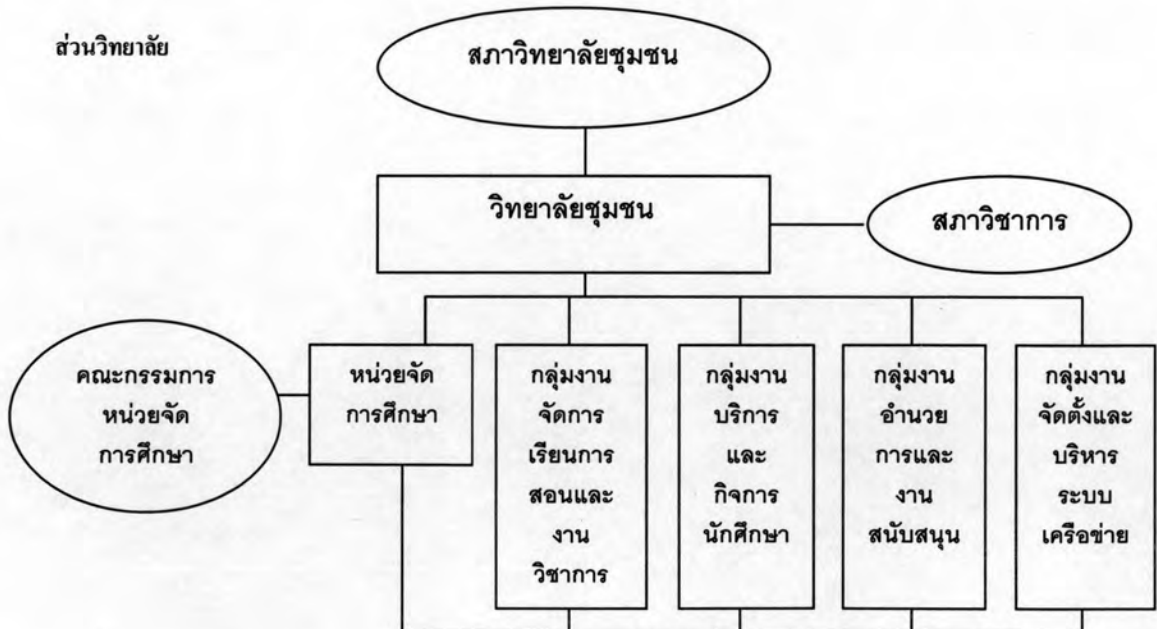 ส่วนวิทยาลัย
สภาวิทยาลัยชุมชน
วิทยาลัยชุมชน
สภาวิชาการ
คณะกรรมการ
หน่วยจัด
การศึกษา
หน่วยจัด
การศึกษา
กลุ่มงาน
จัดการ
เรียนการ
สอนและ
งาน
วิชาการ
กลุ่มงาน
บริการ
และ
กิจการ
นักศึกษา
กลุ่มงาน
อำนวย
การและ
งาน
สนับสนุน
กลุ่มงาน
จัดตั้งและ
บริหาร
ระบบ
เครือข่าย